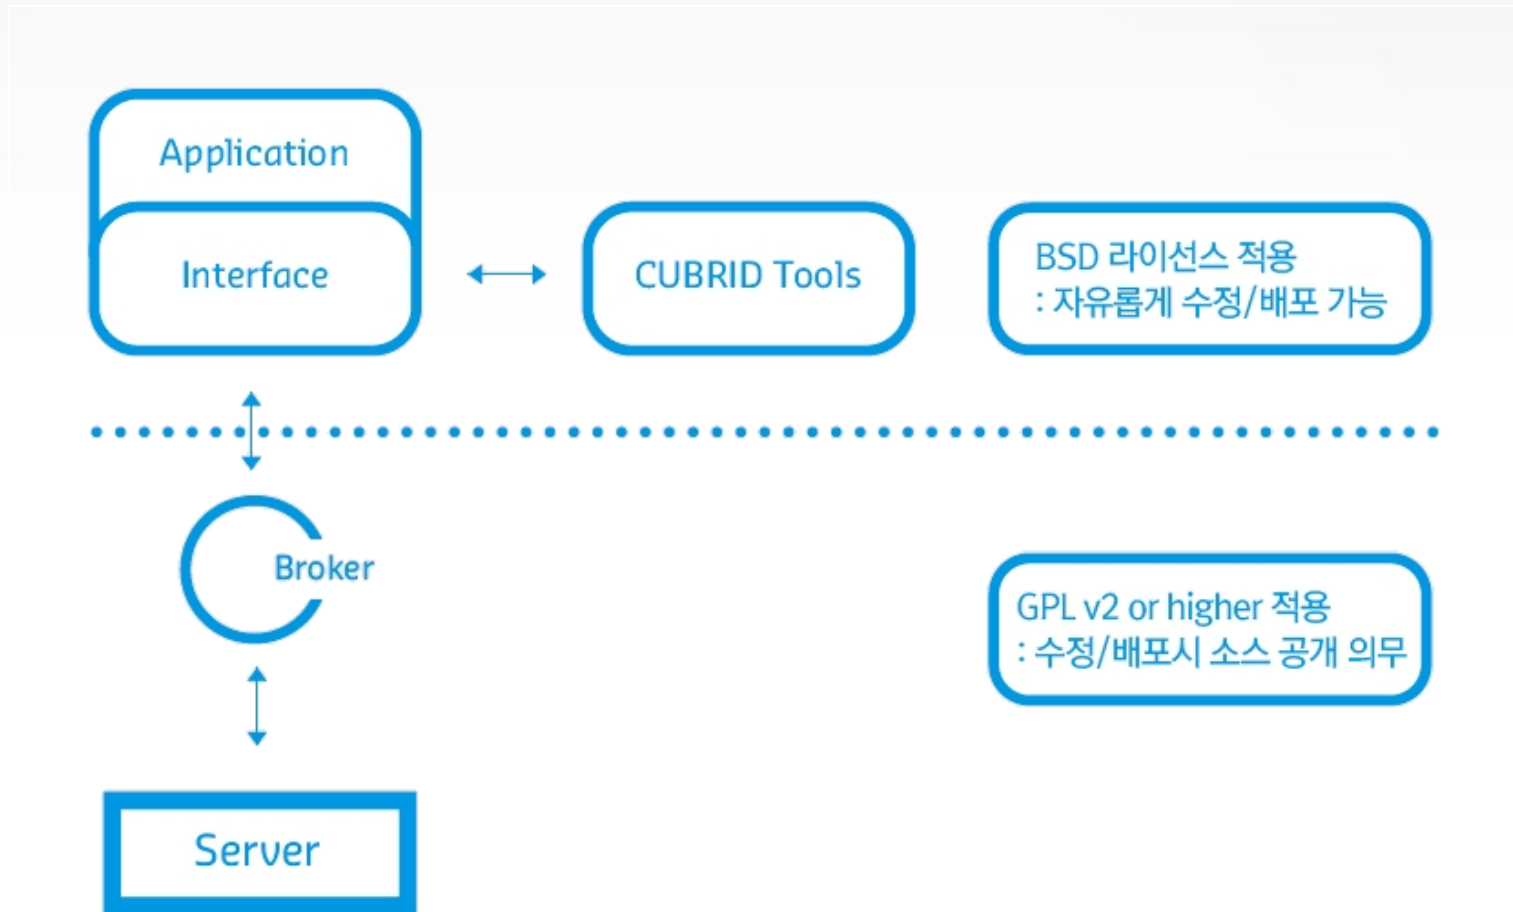 Application
Interface
CUBRID Tools
BSD 라이선스 적용
: 자유롭게 수정/배포 가능
Broker
GPL v2 or higher 적용
: 수정/배포시 소스 공개 의무
Server